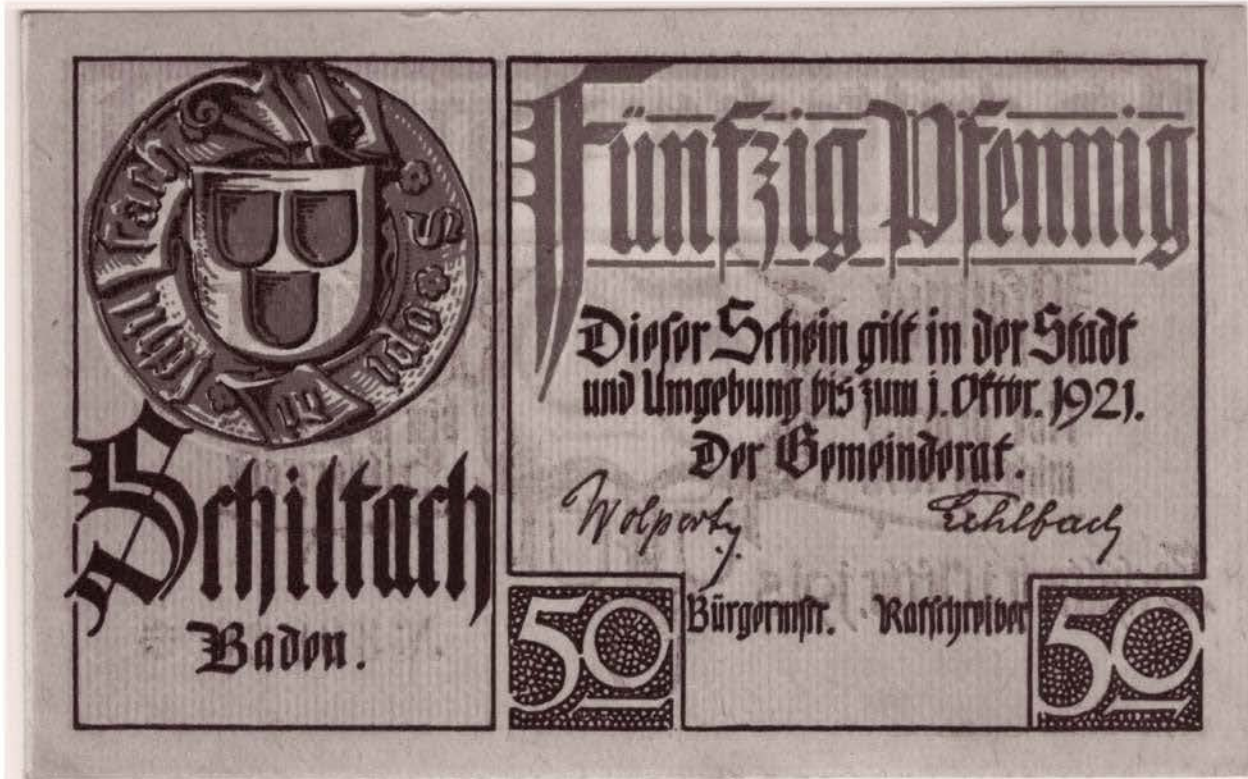 Schiltach
Baden.
Fünfzig Pfennig
Dieser Schein gilt in der Stadt
und Umgebung bis zum 1. Oktbr. 1921.
Der Gemeinderat.
Bürgermstr. Ratschreiber
50 50